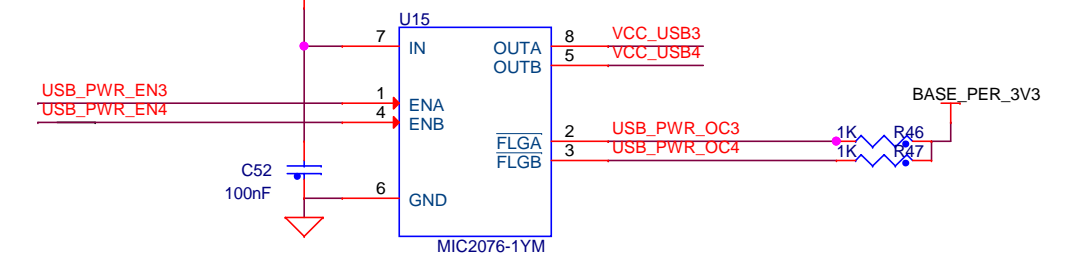 U15
7 IN OUTA 8 VCC_USB3
OUTB 5 VCC_USB4
USB_PWR_EN3 1 ENA
USB_PWR_EN4 4 ENB
BASE_PER_3V3
FLGA 2 USB_PWR_OC3 1K R46
FLGB 3 USB_PWR_OC4 1K R47
C52
100nF
6 GND
MIC2076-1YM